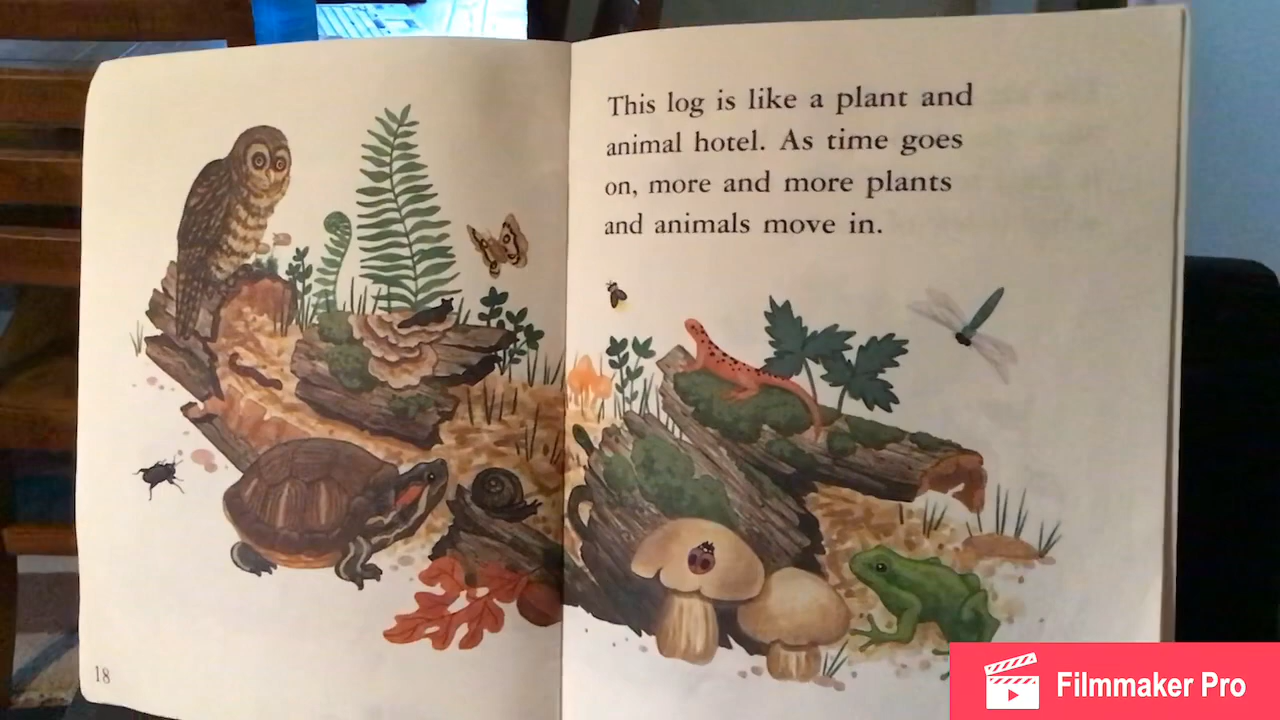 This log is like a plant and
animal hotel. As time goes
on, more and more plants
and animals move in.
18
Filmmaker Pro